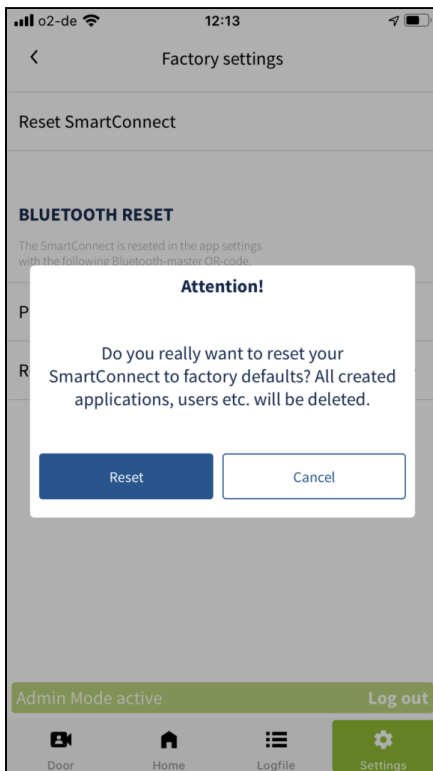 o2-de 12:13
Factory settings
Reset SmartConnect
BLUETOOTH RESET
The SmartConnect is reseted in the app settings
with the following Bluetooth-master QR-code.
Attention!
P
R
Do you really want to reset your
SmartConnect to factory defaults? All created
applications, users etc. will be deleted.
Reset Cancel
Admin Mode active Log out
Door Home Logfile Settings